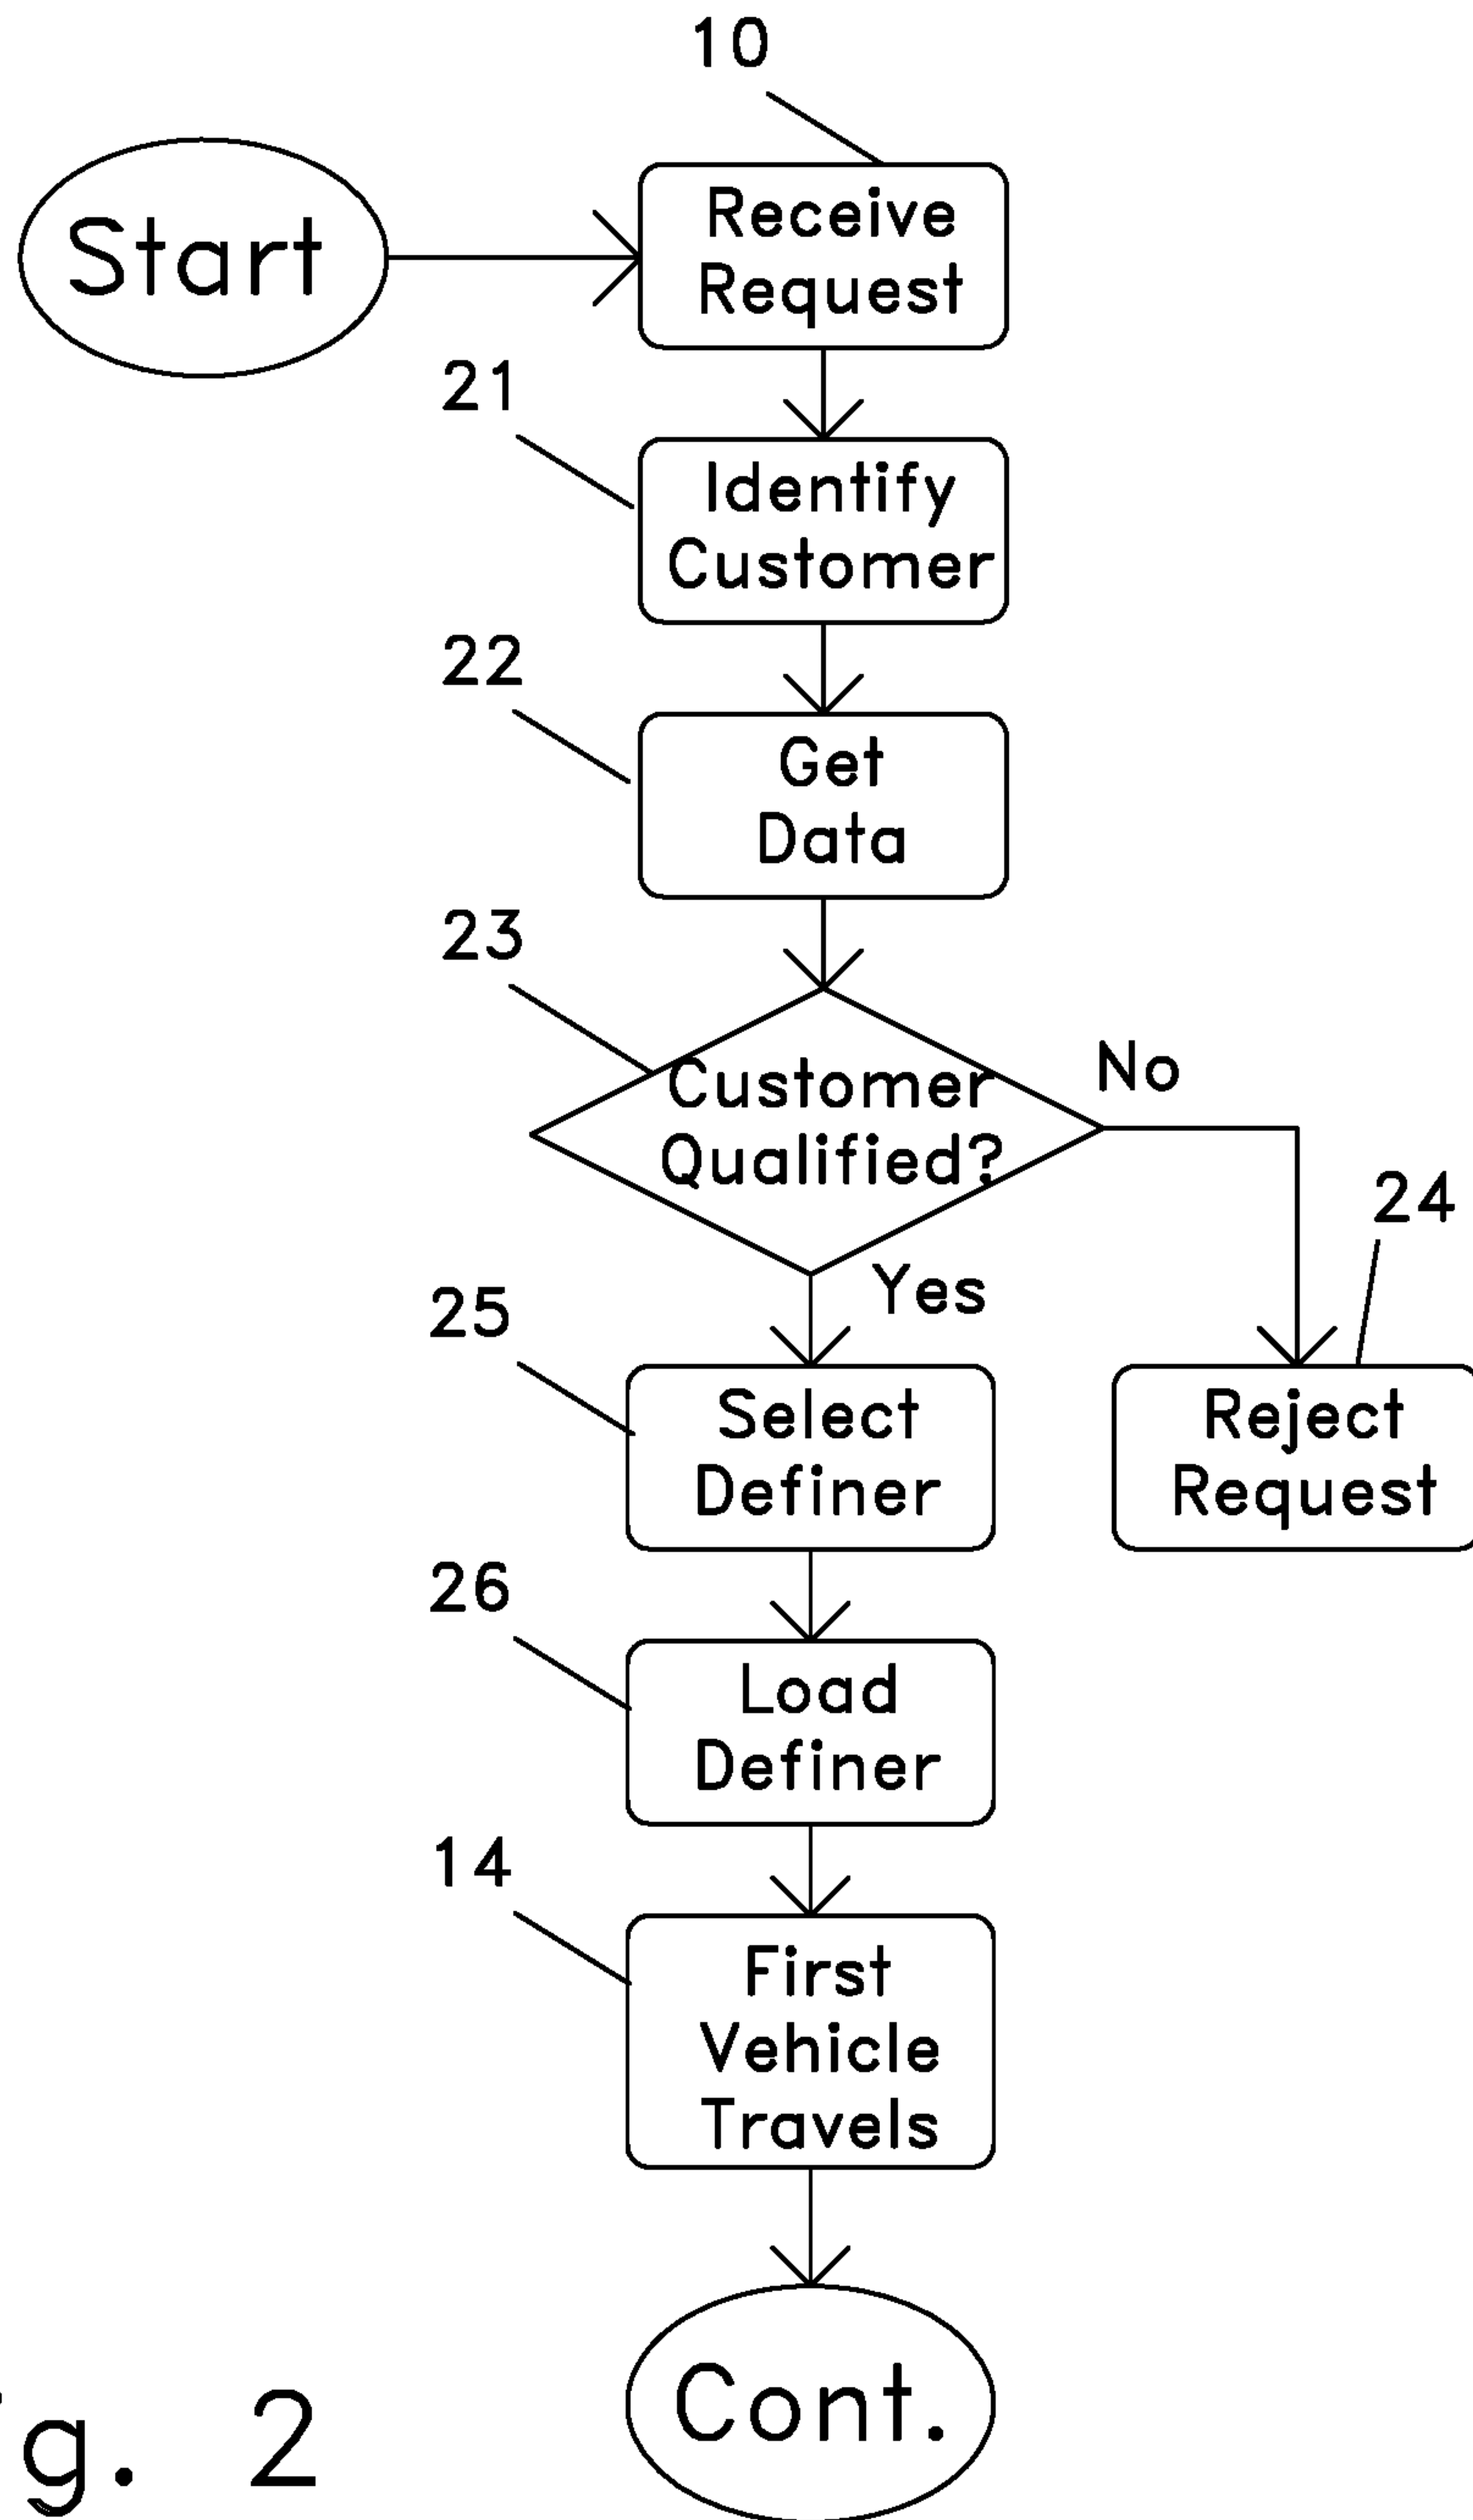 10
Start
Receive
Request
21
Identify
Customer
22
Get
Data
23
Customer
Qualified?
No
24
Yes
25
Select
Definer
Reject
Request
26
Load
Definer
14
First
Vehicle
Travels
Cont.
g. 2